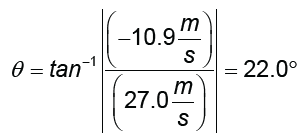 θ = tan⁻¹ |(-10.9 m/s) / (27.0 m/s)| = 22.0°